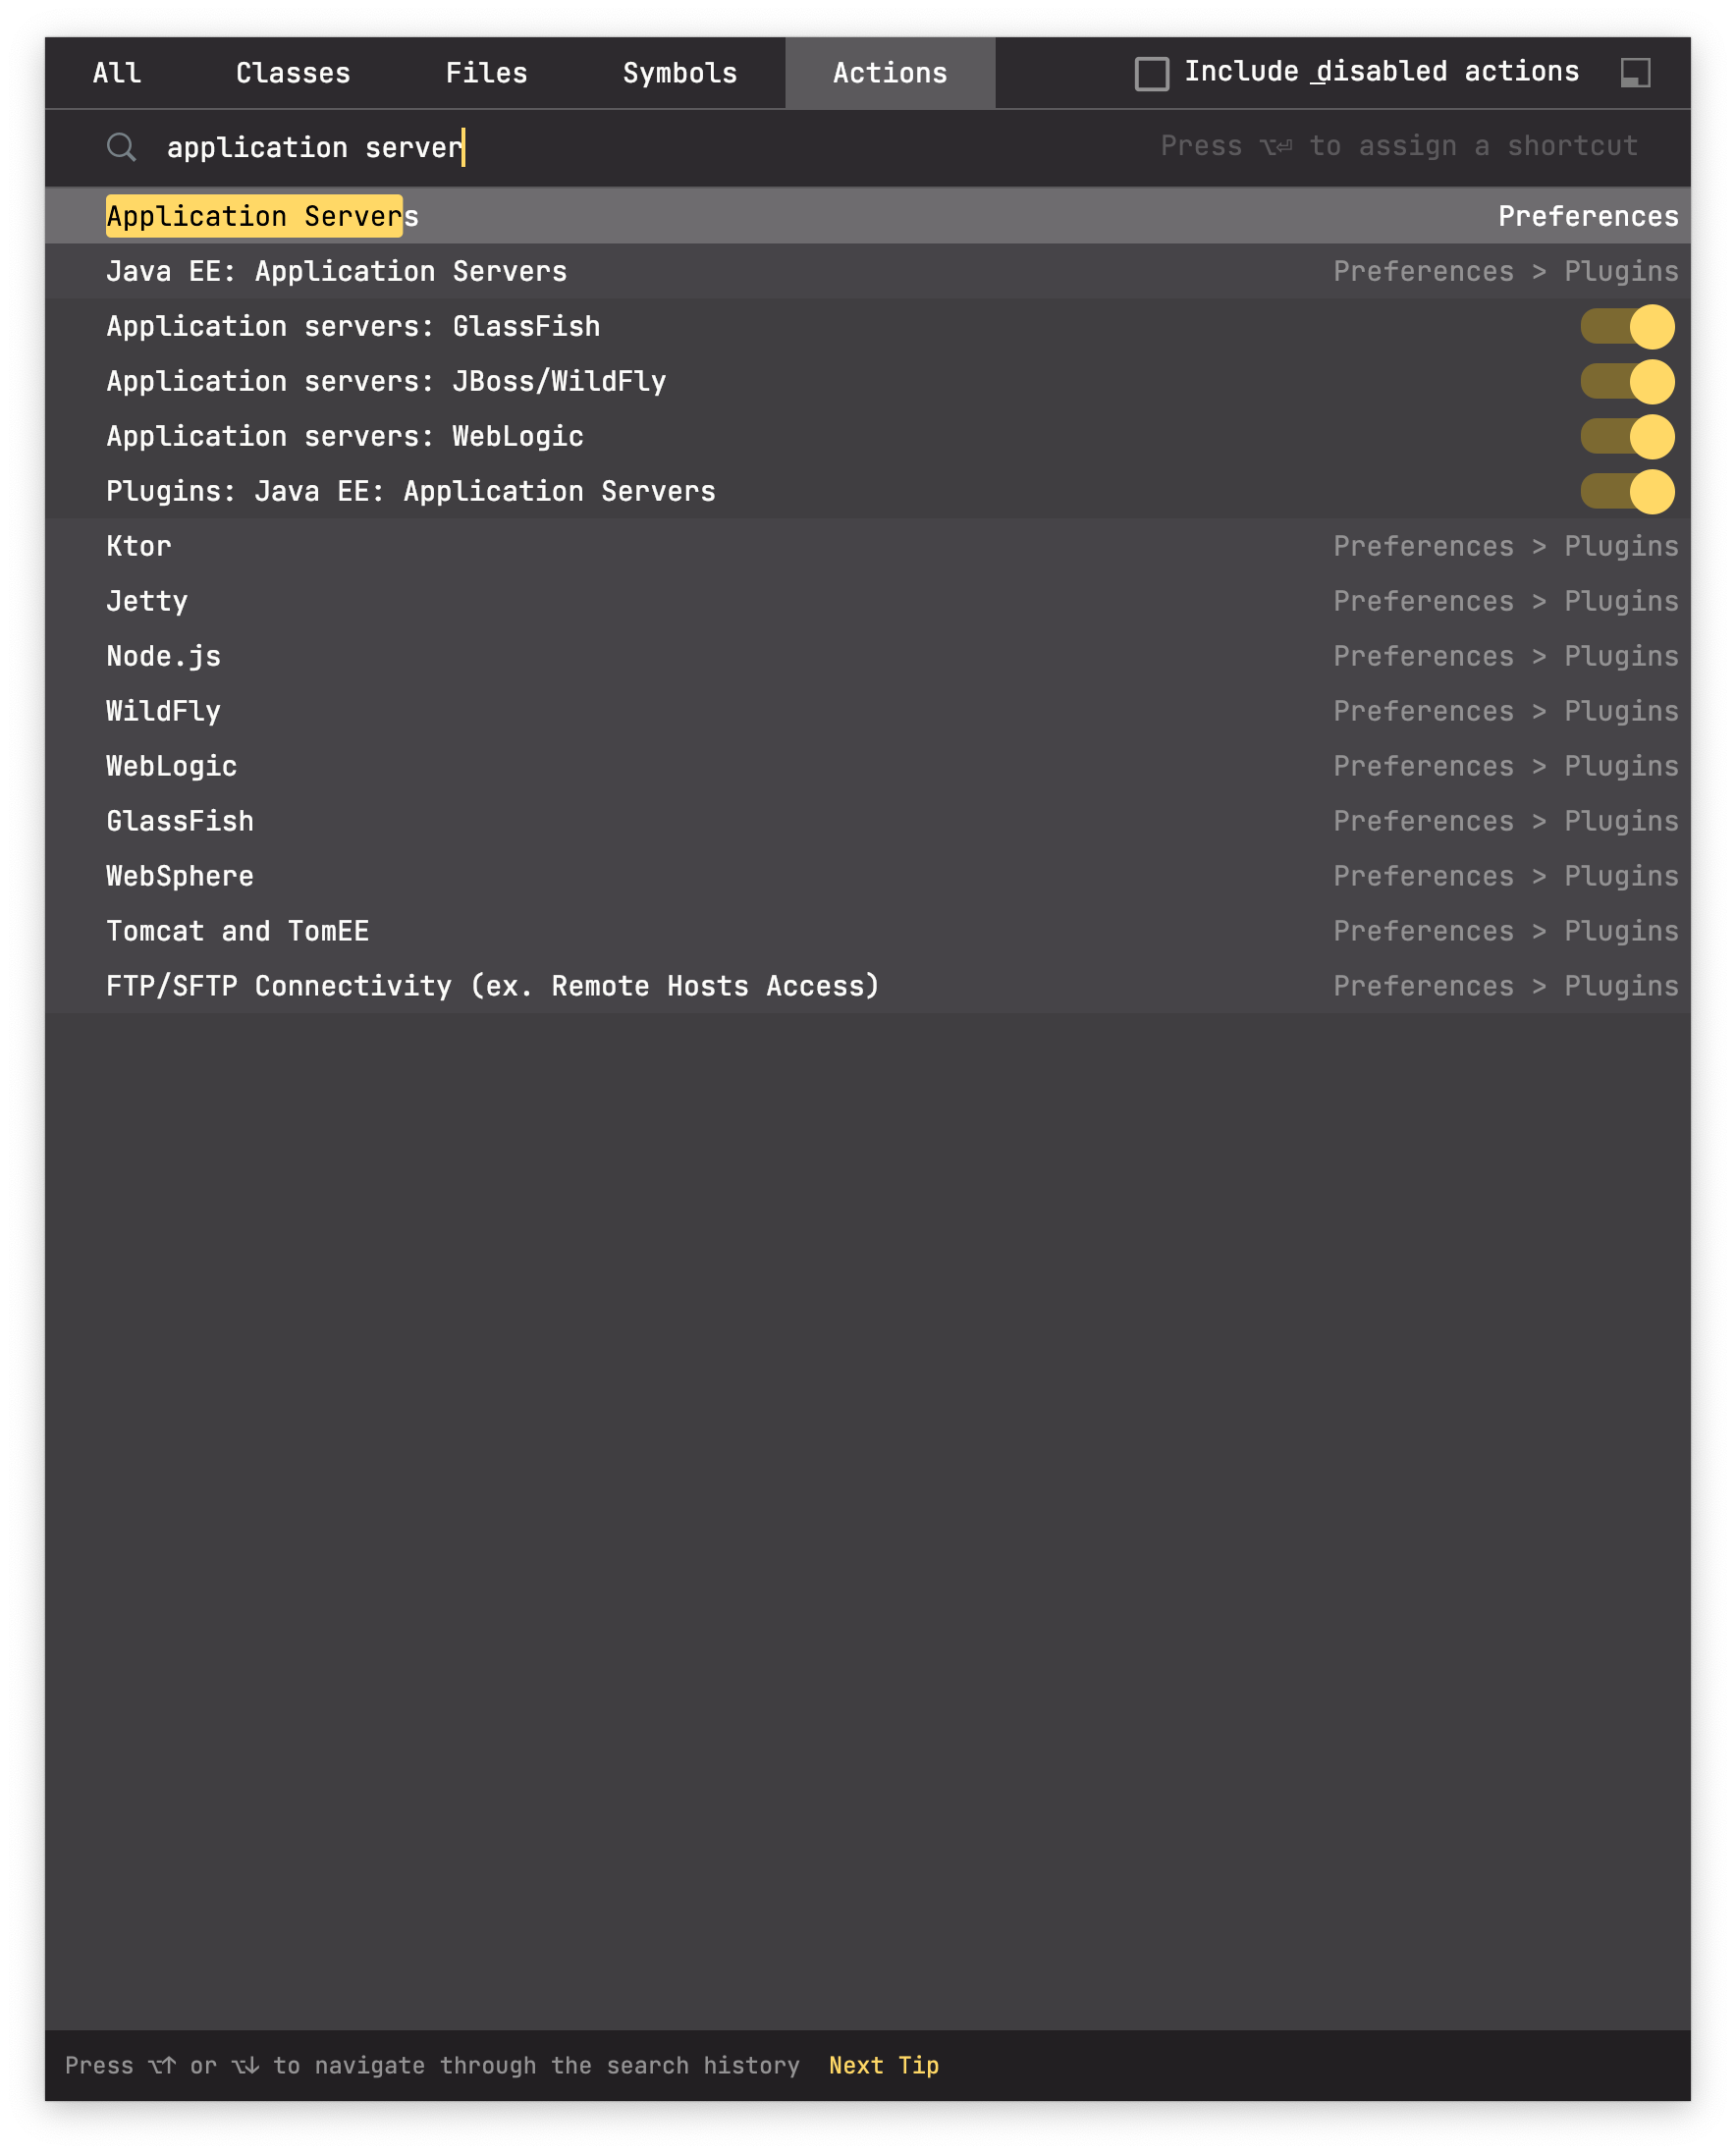 All Classes Files Symbols Actions Include disabled actions
application server Press ⌥⏎ to assign a shortcut
Application Servers Preferences
Java EE: Application Servers Preferences > Plugins
Application servers: GlassFish
Application servers: JBoss/WildFly
Application servers: WebLogic
Plugins: Java EE: Application Servers
Ktor Preferences > Plugins
Jetty Preferences > Plugins
Node.js Preferences > Plugins
WildFly Preferences > Plugins
WebLogic Preferences > Plugins
GlassFish Preferences > Plugins
WebSphere Preferences > Plugins
Tomcat and TomEE Preferences > Plugins
FTP/SFTP Connectivity (ex. Remote Hosts Access) Preferences > Plugins
Press ⌥↑ or ⌥↓ to navigate through the search history Next Tip